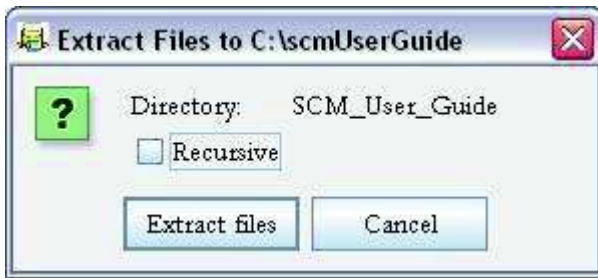 Extract Files to C:\scmUserGuide
?
Directory: SCM_User_Guide
Recursive
Extract files Cancel